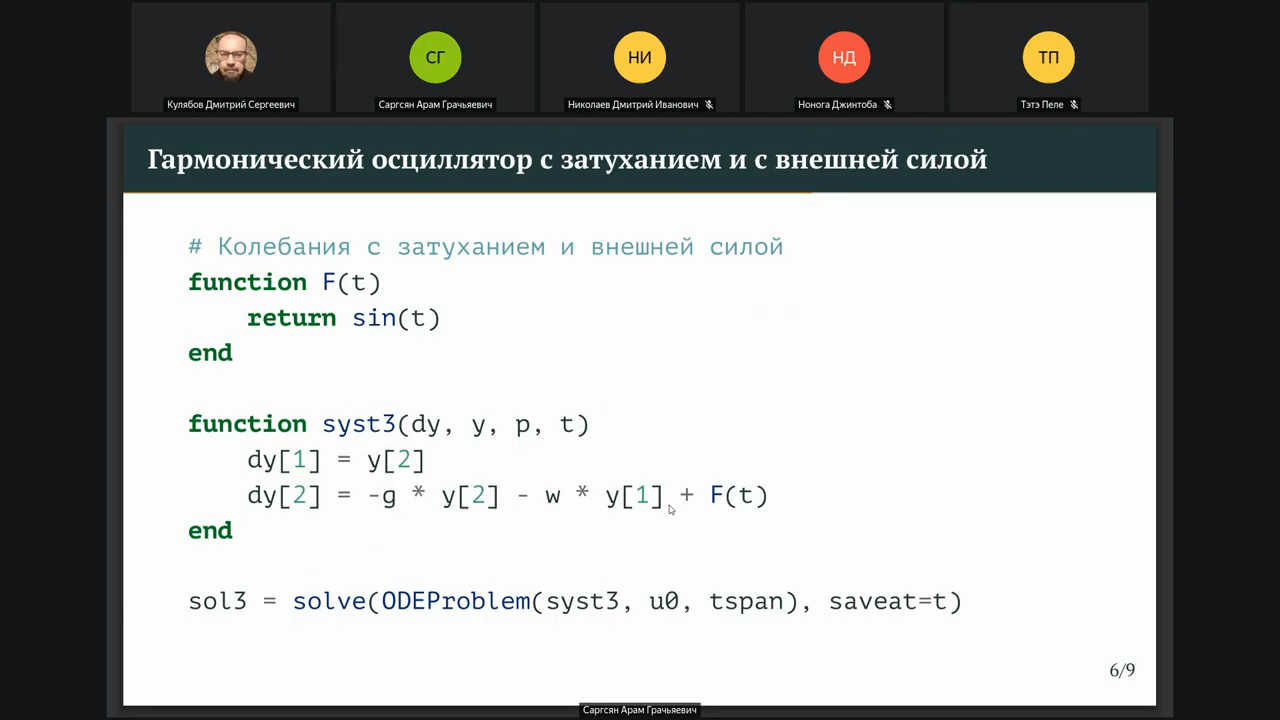 СГ
НИ
НД
ТП
Кулябов Дмитрий Сергеевич
Саргсян Арам Грачьяевич
Николаев Дмитрий Иванович
Нонога Джинтоба
Тэтэ Пеле
Гармонический осциллятор с затуханием и с внешней силой
# Колебания с затуханием и внешней силой
function F(t)
    return sin(t)
end
function syst3(dy, y, p, t)
    dy[1] = y[2]
    dy[2] = -g * y[2] - w * y[1] + F(t)
end
sol3 = solve(ODEProblem(syst3, u0, tspan), saveat=t)
6/9
Саргсян Арам Грачьяевич